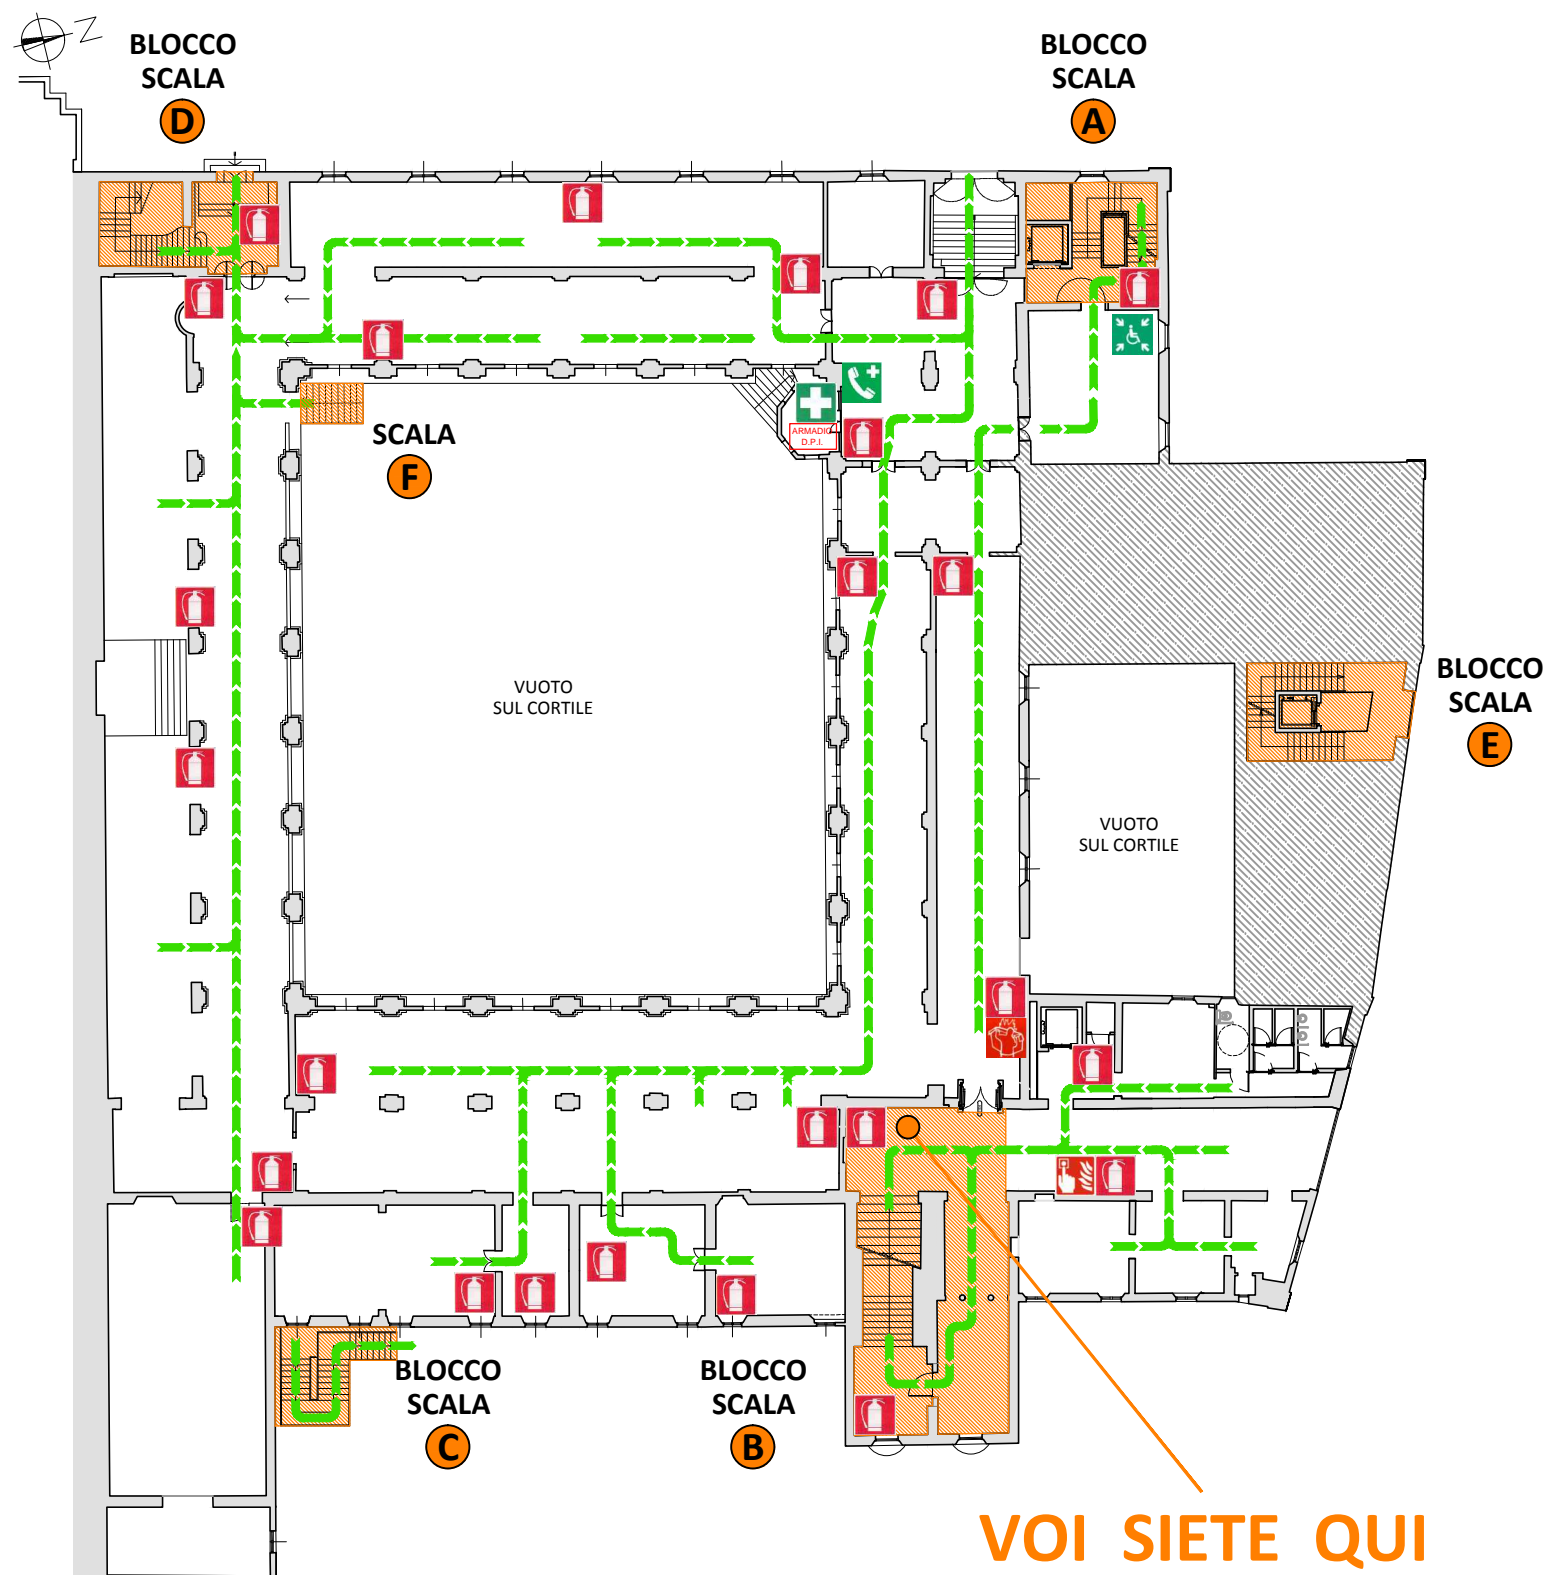 Z
BLOCCO
SCALA
D
BLOCCO
SCALA
A
ARMADIO
D.P.I.
SCALA
F
VUOTO
SUL CORTILE
BLOCCO
SCALA
E
VUOTO
SUL CORTILE
BLOCCO
SCALA
C
BLOCCO
SCALA
B
VOI SIETE QUI